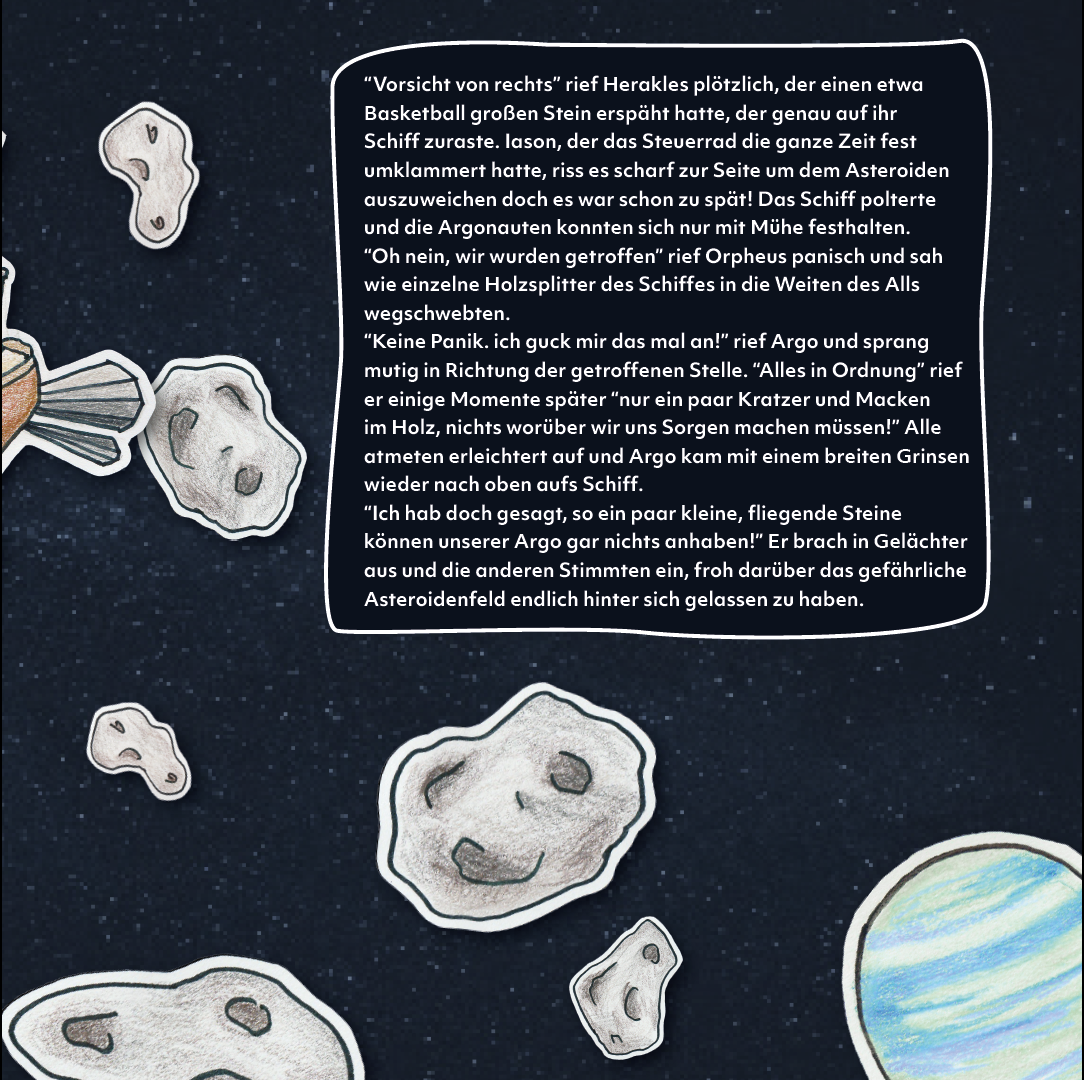 “Vorsicht von rechts” rief Herakles plötzlich, der einen etwa
Basketball großen Stein erspäht hatte, der genau auf ihr
Schiff zuraste. Iason, der das Steuerrad die ganze Zeit fest
umklammert hatte, riss es scharf zur Seite um dem Asteroiden
auszuweichen doch es war schon zu spät! Das Schiff polterte
und die Argonauten konnten sich nur mit Mühe festhalten.
“Oh nein, wir wurden getroffen” rief Orpheus panisch und sah
wie einzelne Holzsplitter des Schiffes in die Weiten des Alls
wegschwebten.
“Keine Panik. ich guck mir das mal an!” rief Argo und sprang
mutig in Richtung der getroffenen Stelle. “Alles in Ordnung” rief
er einige Momente später “nur ein paar Kratzer und Macken
im Holz, nichts worüber wir uns Sorgen machen müssen!” Alle
atmeten erleichtert auf und Argo kam mit einem breiten Grinsen
wieder nach oben aufs Schiff.
“Ich hab doch gesagt, so ein paar kleine, fliegende Steine
können unserer Argo gar nichts anhaben!” Er brach in Gelächter
aus und die anderen Stimmten ein, froh darüber das gefährliche
Asteroidenfeld endlich hinter sich gelassen zu haben.